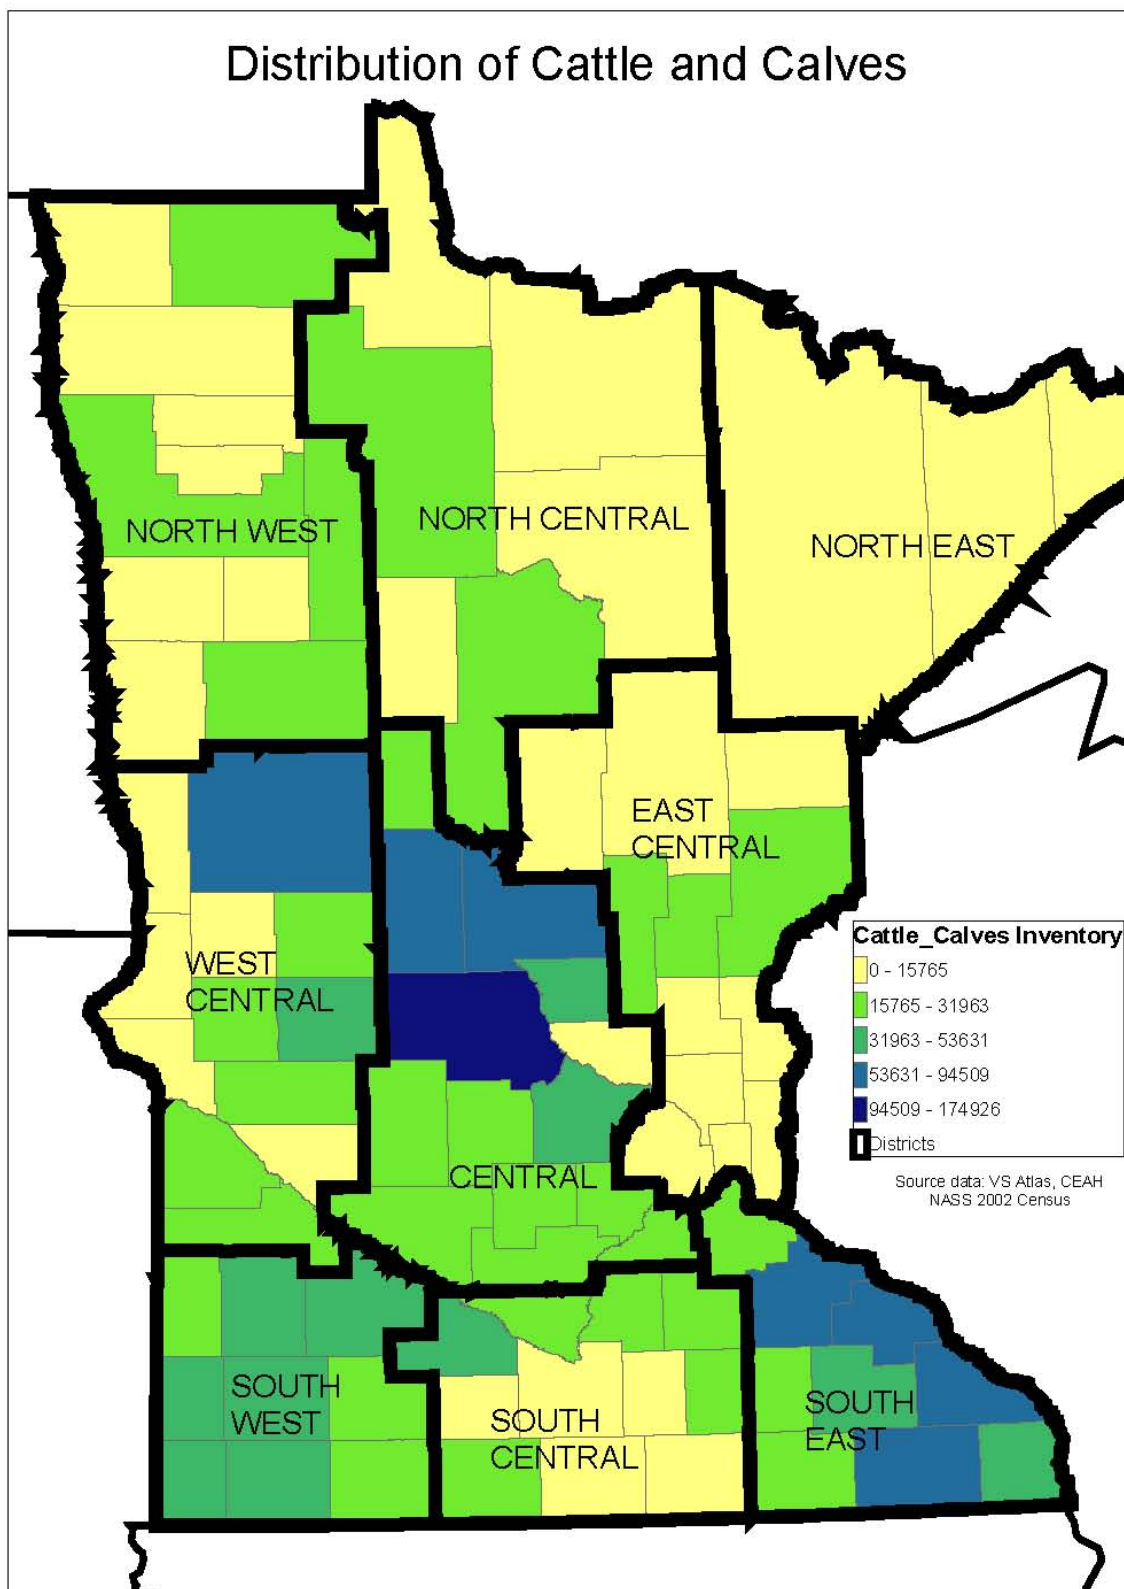 Distribution of Cattle and Calves
NORTH WEST
NORTH CENTRAL
NORTH EAST
EAST
CENTRAL
WEST
CENTRAL
CENTRAL
SOUTH
WEST
SOUTH
CENTRAL
SOUTH
EAST
Cattle_Calves Inventory
0 - 15765
15765 - 31963
31963 - 53631
53631 - 94509
94509 - 174926
Districts
Source data: VS Atlas, CEAH
NASS 2002 Census